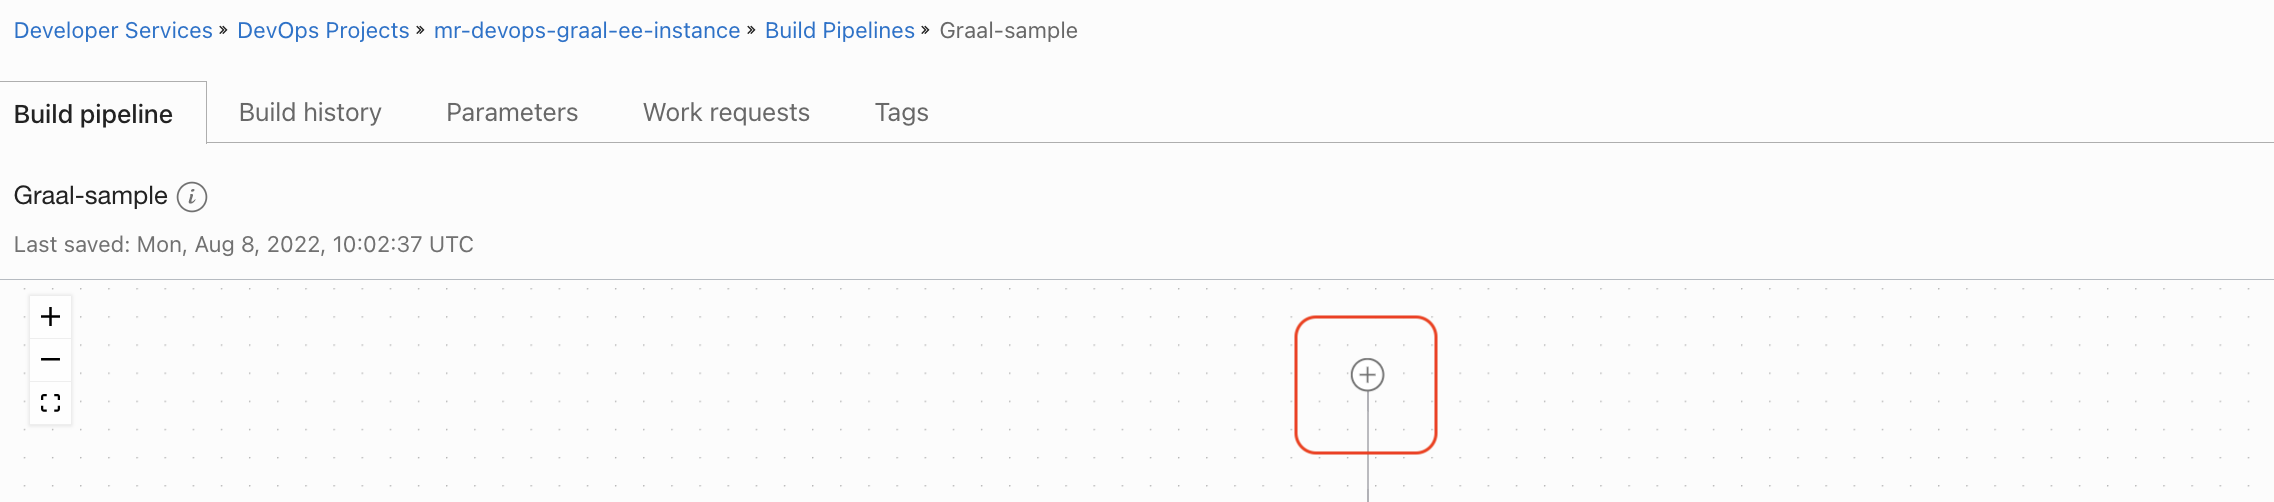 Developer Services » DevOps Projects » mr-devops-graal-ee-instance » Build Pipelines » Graal-sample
Build pipeline Build history Parameters Work requests Tags
Graal-sample i
Last saved: Mon, Aug 8, 2022, 10:02:37 UTC